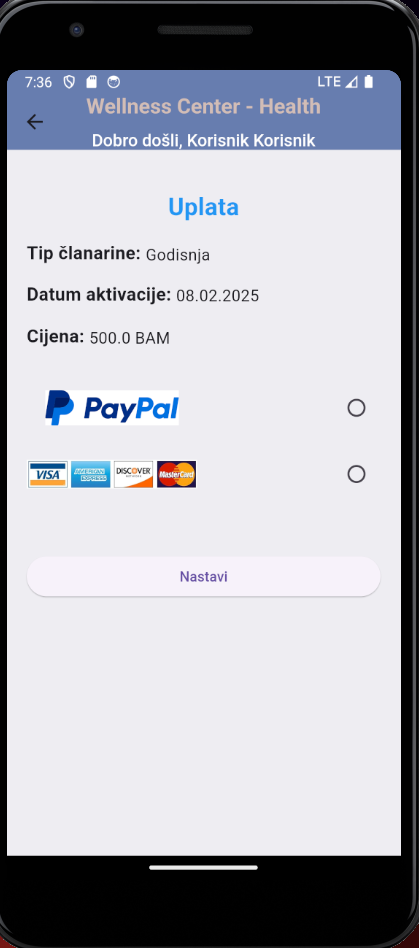 7:36 LTE
Wellness Center - Health
Dobro došli, Korisnik Korisnik
Uplata
Tip članarine: Godisnja
Datum aktivacije: 08.02.2025
Cijena: 500.0 BAM
PayPal
VISA AMERICAN EXPRESS DISCOVER MasterCard
Nastavi